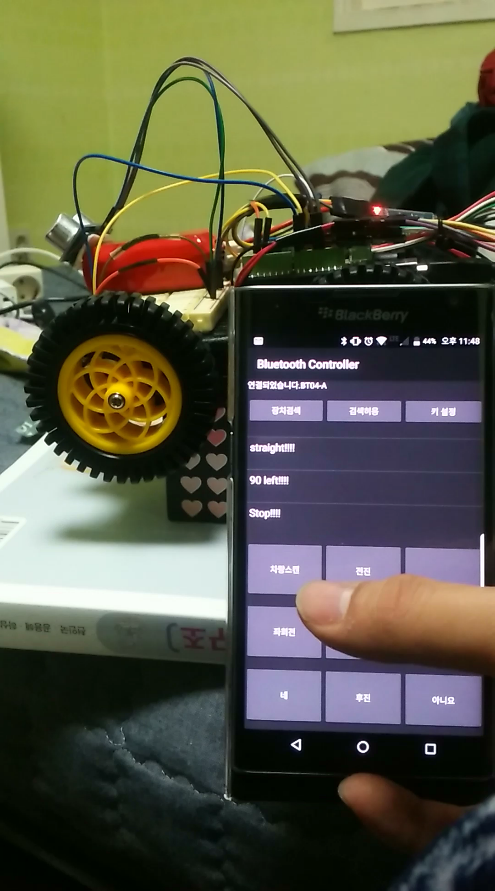 BlackBerry
44% 오후 11:48
Bluetooth Controller
연결되었습니다.BT04-A
장치검색 검색허용 키 설정
straight!!!!
90 left!!!!
Stop!!!!
차량스캔 전진
좌회전
네 후진 아니요